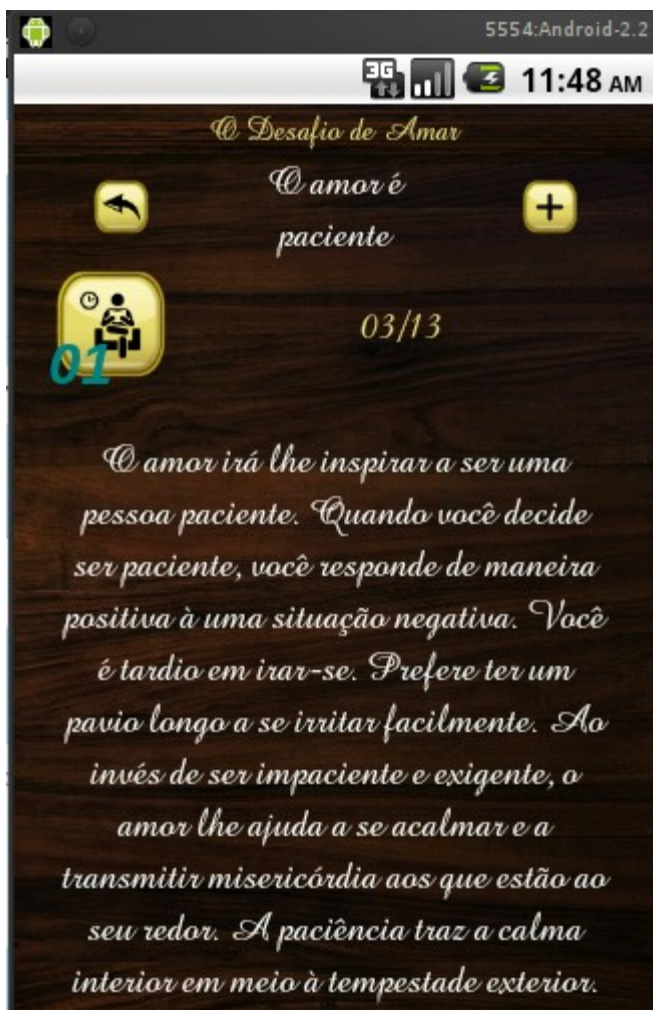 5554:Android-2.2
3G 11:48 AM
O Desafio de Amar
O amor é
paciente
01
03/13
O amor irá lhe inspirar a ser uma
pessoa paciente. Quando você decide
ser paciente, você responde de maneira
positiva à uma situação negativa. Você
é tardio em irar-se. Prefere ter um
pavio longo a se irritar facilmente. Ao
invés de ser impaciente e exigente, o
amor lhe ajuda a se acalmar e a
transmitir misericórdia aos que estão ao
seu redor. A paciência traz a calma
interior em meio à tempestade exterior.